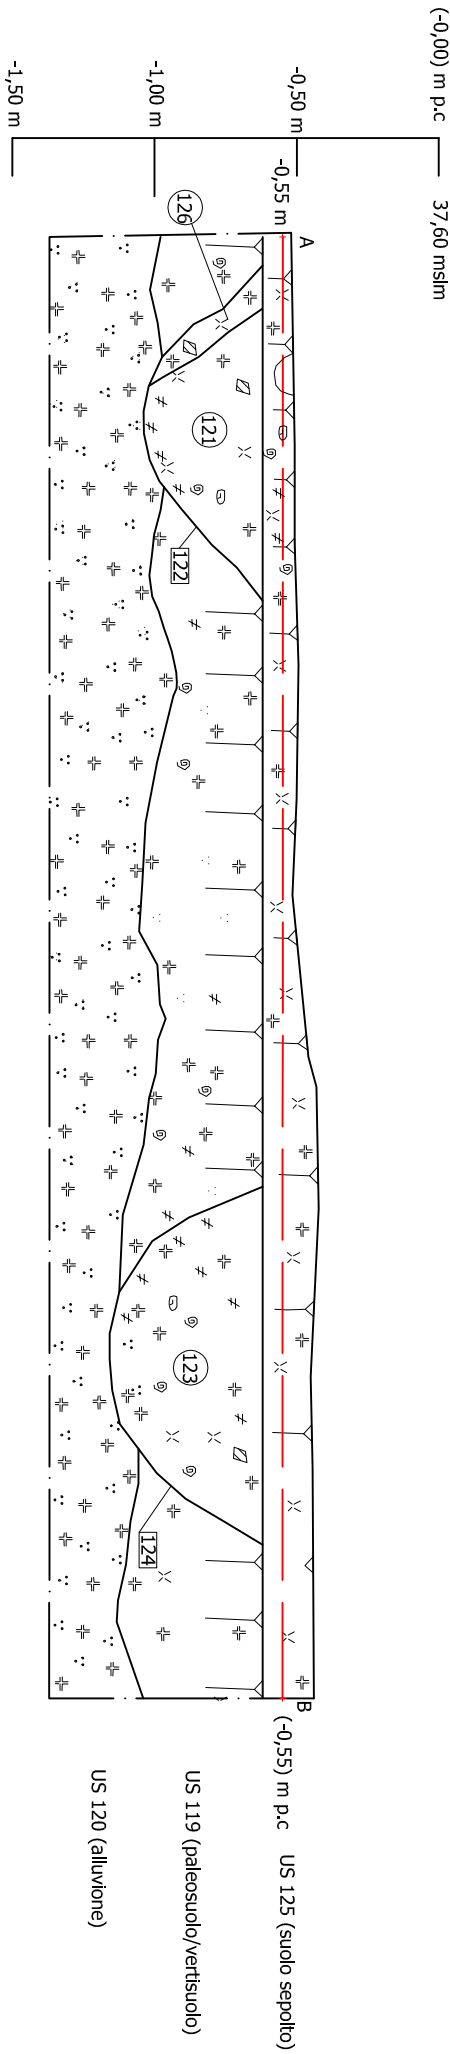 (-0,00) m p.c
37,60 mslm
-0,50 m
-0,55 m
-1,00 m
-1,50 m
A
126
121
122
123
124
B
(-0,55) m p.c
US 125 (suolo sepolto)
US 119 (paleosuolo/vertisuolo)
US 120 (alluvione)